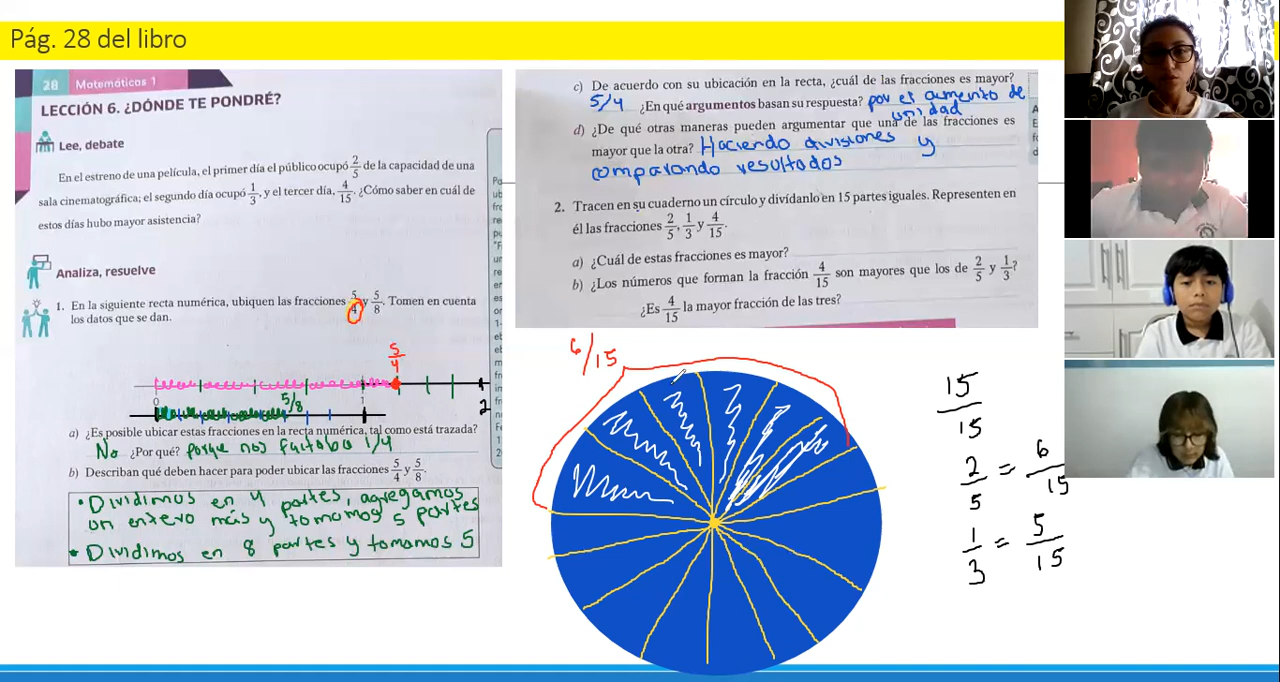 Pág. 28 del libro
28 Matemáticas 1
LECCIÓN 6. ¿DÓNDE TE PONDRÉ?
Lee, debate
En el estreno de una película, el primer día el público ocupó 2/5 de la capacidad de una
sala cinematográfica; el segundo día ocupó 1/3, y el tercer día, 4/15. ¿Cómo saber en cuál de
estos días hubo mayor asistencia?
Analiza, resuelve
1. En la siguiente recta numérica, ubiquen las fracciones 5/4 y 5/8. Tomen en cuenta
los datos que se dan.
5/4
5/8
0 1 2
a) ¿Es posible ubicar estas fracciones en la recta numérica, tal como está trazada?
No ¿Por qué? porque nos faltaba 1/4
b) Describan qué deben hacer para poder ubicar las fracciones 5/4 y 5/8.
• Dividimos en 4 partes, agregamos
un entero más y tomamos 5 partes
• Dividimos en 8 partes y tomamos 5
c) De acuerdo con su ubicación en la recta, ¿cuál de las fracciones es mayor?
5/4 ¿En qué argumentos basan su respuesta? por el aumento de
unidad
d) ¿De qué otras maneras pueden argumentar que una de las fracciones es
mayor que la otra? Haciendo divisiones y
comparando resultados
2. Tracen en su cuaderno un círculo y divídanlo en 15 partes iguales. Representen en
él las fracciones 2/5, 1/3 y 4/15.
a) ¿Cuál de estas fracciones es mayor?
b) ¿Los números que forman la fracción 4/15 son mayores que los de 2/5 y 1/3?
¿Es 4/15 la mayor fracción de las tres?
6/15
15/15
2/5 = 6/15
1/3 = 5/15